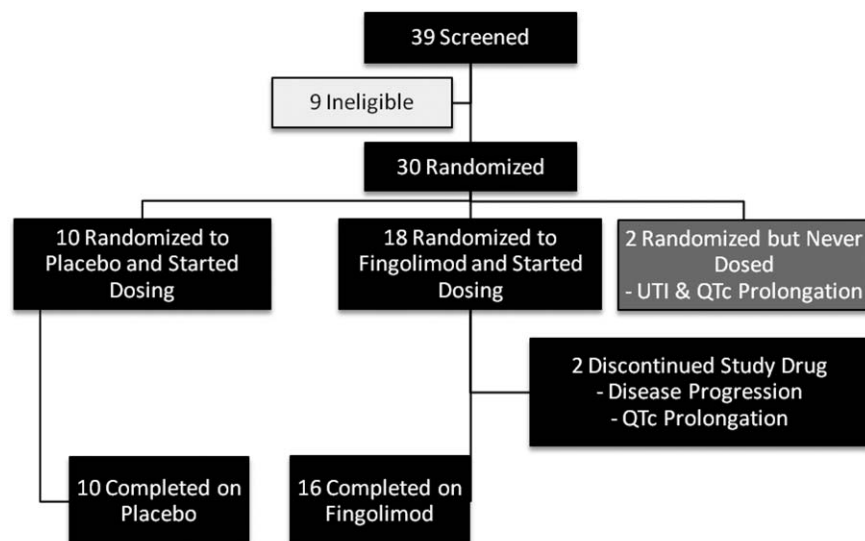 39 Screened
9 Ineligible
30 Randomized
10 Randomized to
Placebo and Started
Dosing
18 Randomized to
Fingolimod and Started
Dosing
2 Randomized but Never
Dosed
- UTI & QTc Prolongation
2 Discontinued Study Drug
- Disease Progression
- QTc Prolongation
10 Completed on
Placebo
16 Completed on
Fingolimod